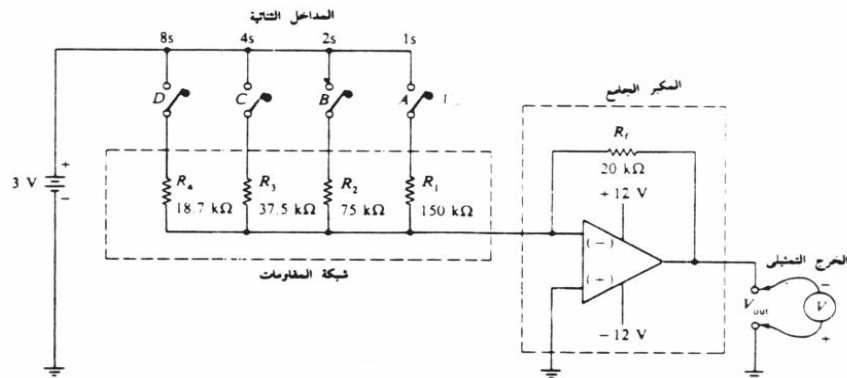 المداخل الثنائية
8s 4s 2s 1s
D C B A
المكبر الجامع
Rf
20 kΩ
+12 V
3 V
+
−
R4
18.7 kΩ
R3
37.5 kΩ
R2
75 kΩ
R1
150 kΩ
(−)
(+)
−12 V
شبكة المقاومات
الخرج التمثيلى
Vout
−
V
+